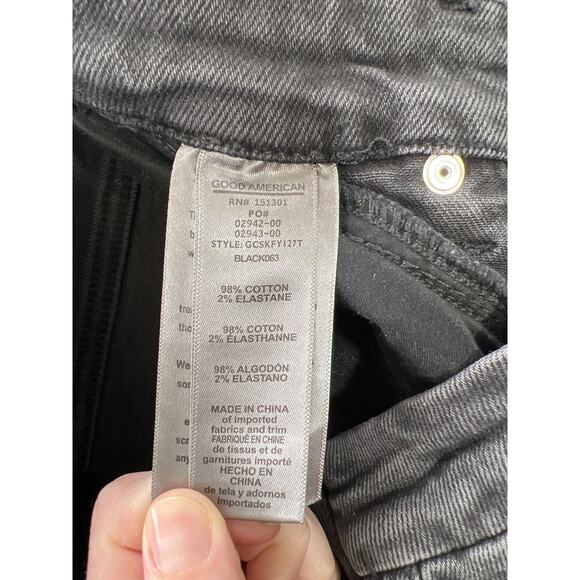 GOOD AMERICAN
RN# 151301
PO#
02942-00
02943-00
STYLE: GCSKFY127T
BLACK063
98% COTTON
2% ELASTANE
98% COTON
2% ÉLASTHANNE
98% ALGODÓN
2% ELASTANO
MADE IN CHINA
of imported
fabrics and trim
FABRIQUÉ EN CHINE
de tissus et de
garnitures importé
HECHO EN
CHINA
de tela y adornos
importados